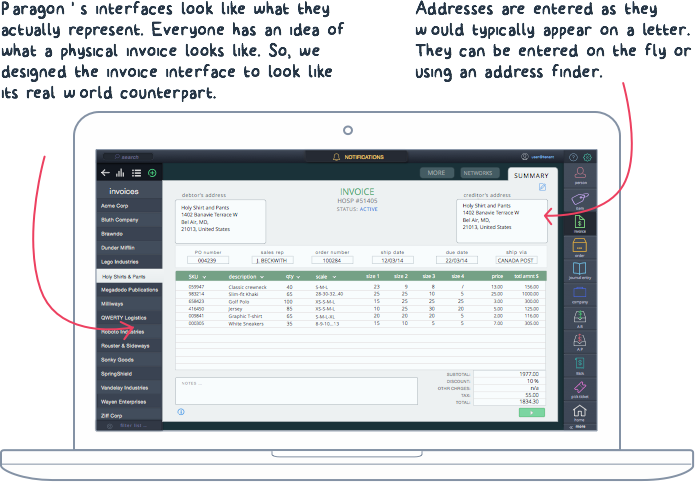 Paragon's interfaces look like what they
actually represent. Everyone has an idea of
what a physical invoice looks like. So, we
designed the invoice interface to look like
its real world counterpart.
Addresses are entered as they
would typically appear on a letter.
They can be entered on the fly or
using an address finder.
search
NOTIFICATIONS
invoices
Acme Corp
Bluth Company
Brawndo
Dunder Mifflin
Lego Industries
Holy Shirts & Pants
Megadodo Publications
Milliways
QWERTY Logistics
Roboto Industries
Rouster & Sideways
Sonky Goods
SpringShield
Vandelay Industries
Wayan Enterprises
Ziff Corp
MORE
NETWORKS
SUMMARY
debtor's address
Holy Shirt and Pants
1402 Banavie Terrace W
Bel Air, MD,
21013, United States
INVOICE
HOSP #51405
STATUS: ACTIVE
creditor's address
Holy Shirt and Pants
1402 Banavie Terrace W
Bel Air, MD,
21013, United States
PO number sales rep order number ship date due date ship via
004239 J. BECKWITH 100284 12/03/14 22/03/14 CANADA POST
SKU description qty scale size 1 size 2 size 3 size 4 price totl amnt $
059947 Classic crewneck 40 S-M-L 23 9 8 / 13.00 156.00
983214 Slim-fit Khaki 65 28-30-32..40 25 25 10 5 25.00 1000.00
658423 Golf Polo 100 XS-S-M-L 15 25 25 25 3.00 300.00
416450 Jersey 85 XS-S-M-L 10 25 30 20 5.00 125.00
009841 Graphic T-shirt 65 S-M-L-XL 20 20 20 5 2.00 116.00
000305 White Sneakers 35 8-9-10...13 15 10 5 5 7.00 305.00
SUBTOTAL: 1977.00
DISCOUNT: 10 %
OTHER CHARGES: n/a
TAX: 55.00
TOTAL: 1834.30
NOTES ...
person
item
invoice
order
journal entry
company
A/R
A/P
price rates
home
more